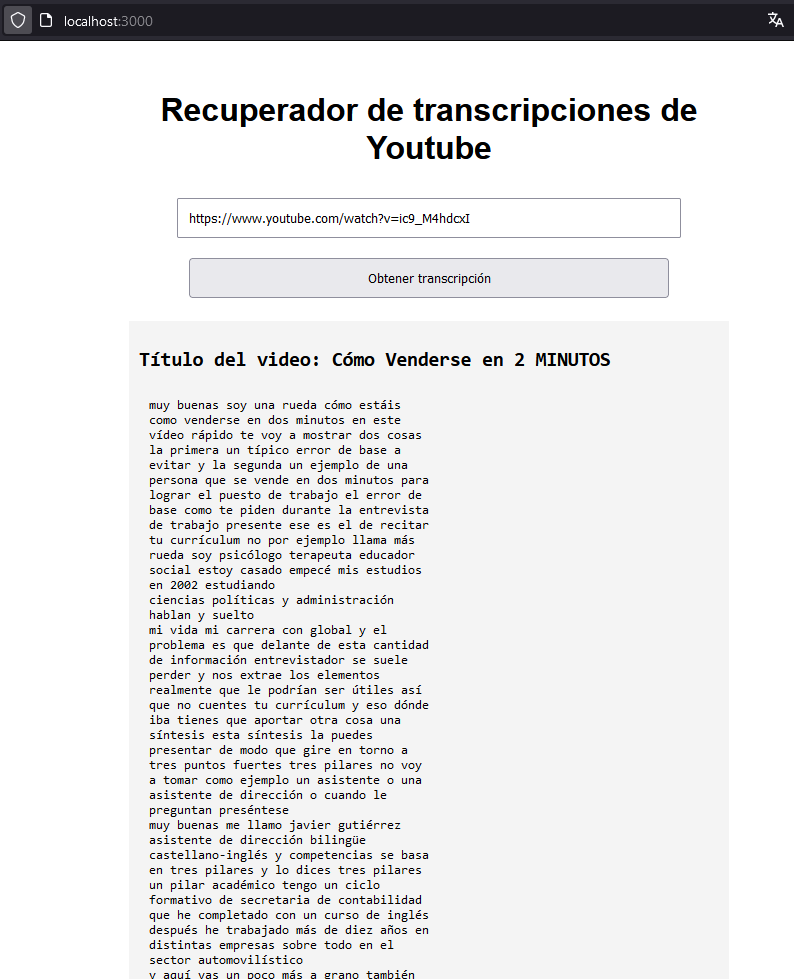 localhost:3000
Recuperador de transcripciones de
Youtube
https://www.youtube.com/watch?v=ic9_M4hdcxI
Obtener transcripción
Título del video: Cómo Venderse en 2 MINUTOS
muy buenas soy una rueda cómo estáis
como venderse en dos minutos en este
vídeo rápido te voy a mostrar dos cosas
la primera un típico error de base a
evitar y la segunda un ejemplo de una
persona que se vende en dos minutos para
lograr el puesto de trabajo el error de
base como te piden durante la entrevista
de trabajo presente ese es el de recitar
tu currículum no por ejemplo llama más
rueda soy psicólogo terapeuta educador
social estoy casado empecé mis estudios
en 2002 estudiando
ciencias políticas y administración
hablan y suelto
mi vida mi carrera con global y el
problema es que delante de esta cantidad
de información entrevistador se suele
perder y nos extrae los elementos
realmente que le podrían ser útiles así
que no cuentes tu currículum y eso dónde
iba tienes que aportar otra cosa una
síntesis esta síntesis la puedes
presentar de modo que gire en torno a
tres puntos fuertes tres pilares no voy
a tomar como ejemplo un asistente o una
asistente de dirección o cuando le
preguntan preséntese
muy buenas me llamo javier gutiérrez
asistente de dirección bilingüe
castellano-inglés y competencias se basa
en tres pilares y lo dices tres pilares
un pilar académico tengo un ciclo
formativo de secretaria de contabilidad
que he completado con un curso de inglés
después he trabajado más de diez años en
distintas empresas sobre todo en el
sector automovilístico
y aquí vas un poco más a grano también